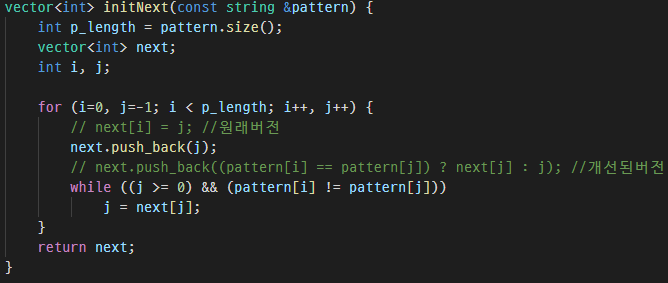 vector<int> initNext(const string &pattern) {
    int p_length = pattern.size();
    vector<int> next;
    int i, j;

    for (i=0, j=-1; i < p_length; i++, j++) {
        // next[i] = j; //원래버전
        next.push_back(j);
        // next.push_back((pattern[i] == pattern[j]) ? next[j] : j); //개선된버전
        while ((j >= 0) && (pattern[i] != pattern[j]))
            j = next[j];
    }
    return next;
}